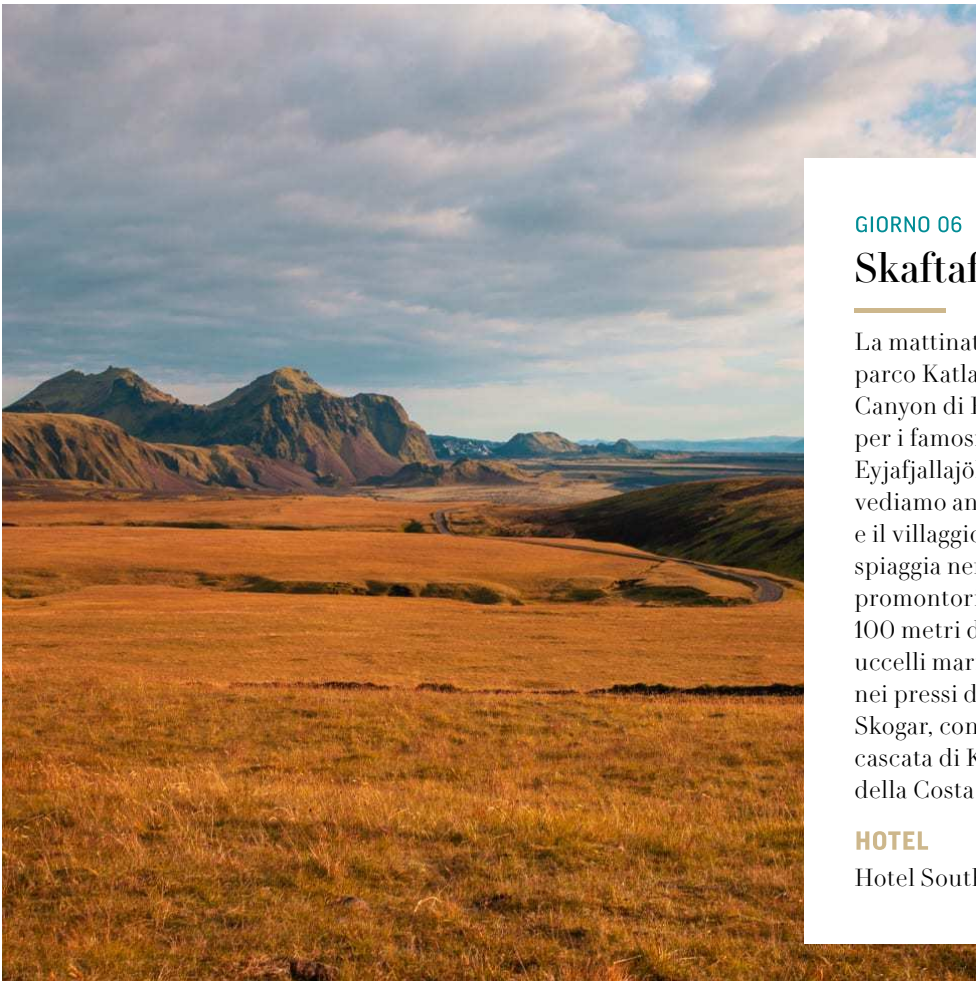 GIORNO 06
Skaftaf
La mattinat
parco Katla
Canyon di
per i famos
Eyjafjallajö
vediamo an
e il villaggio
spiaggia ne
promontor
100 metri d
uccelli mar
nei pressi d
Skogar, con
cascata di K
della Costa
HOTEL
Hotel South